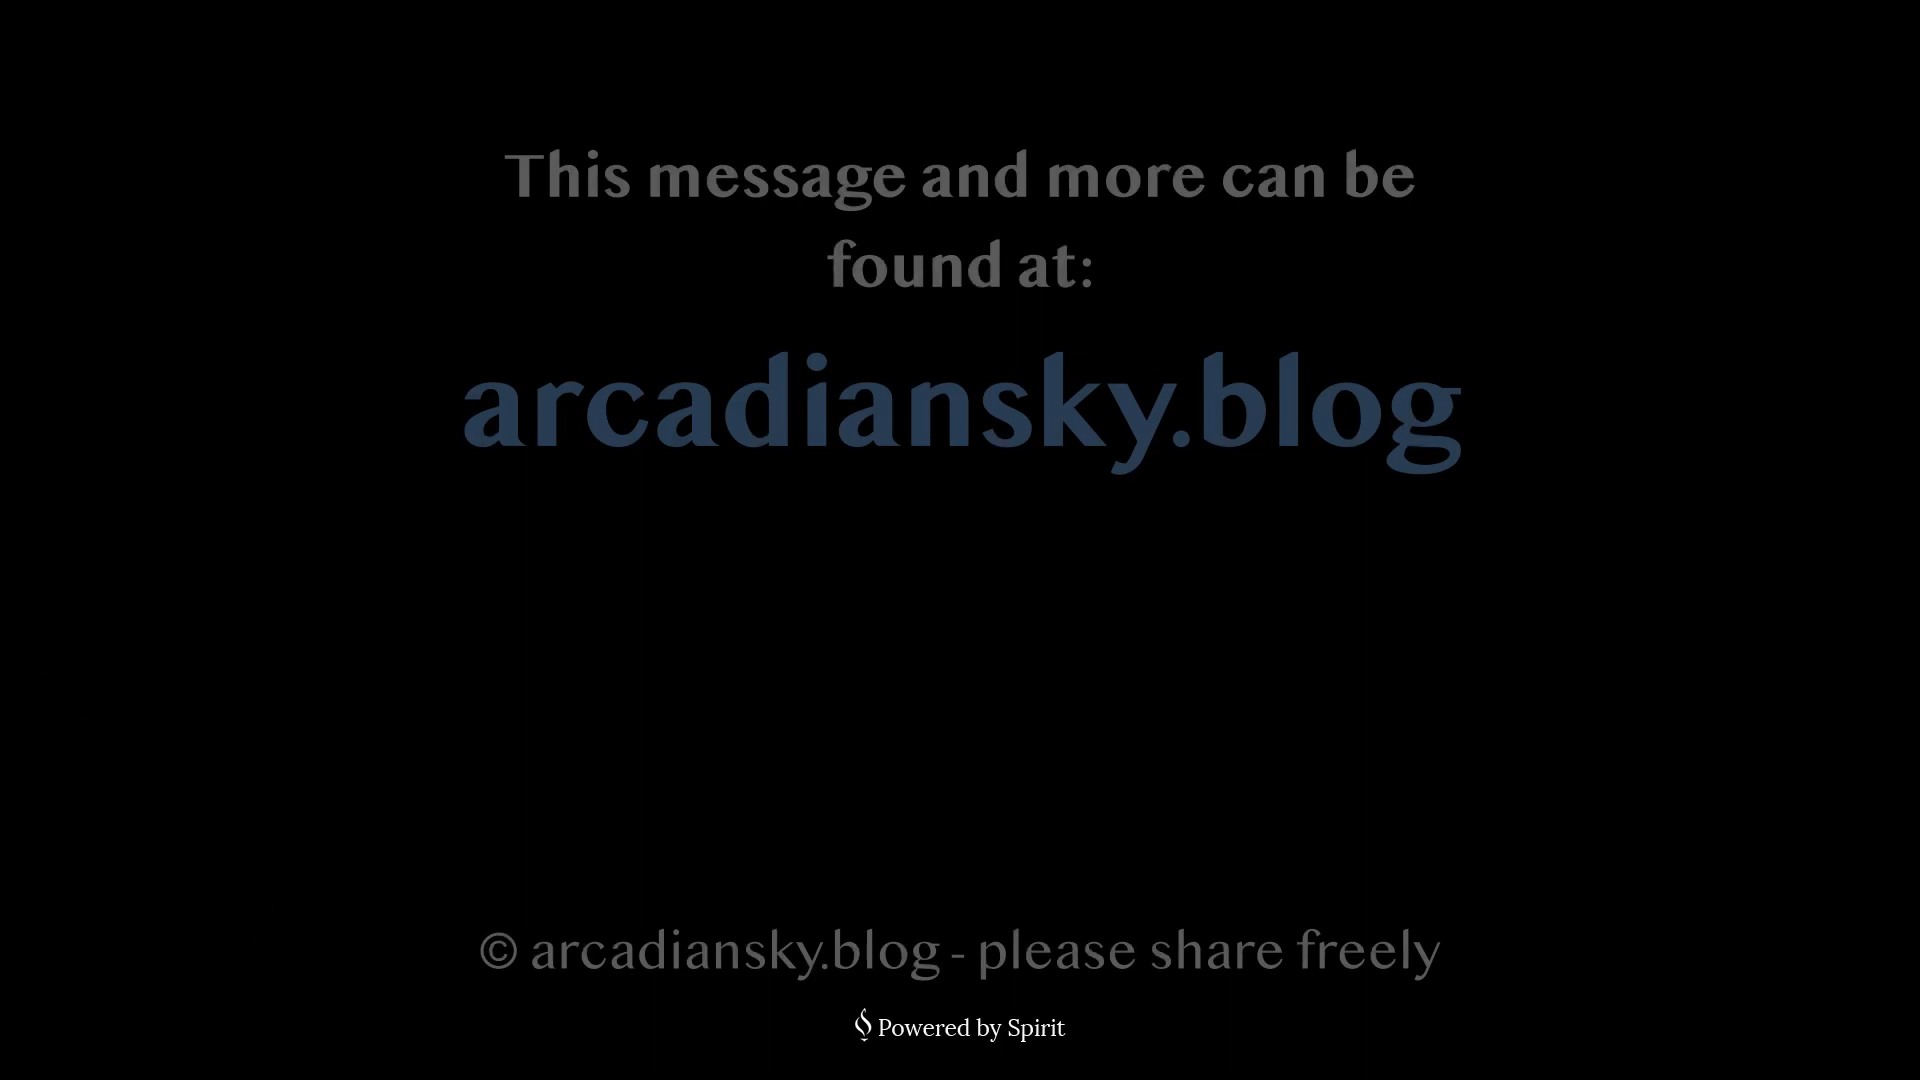 This message and more can be
found at:
arcadiansky.blog
© arcadiansky.blog - please share freely
Powered by Spirit